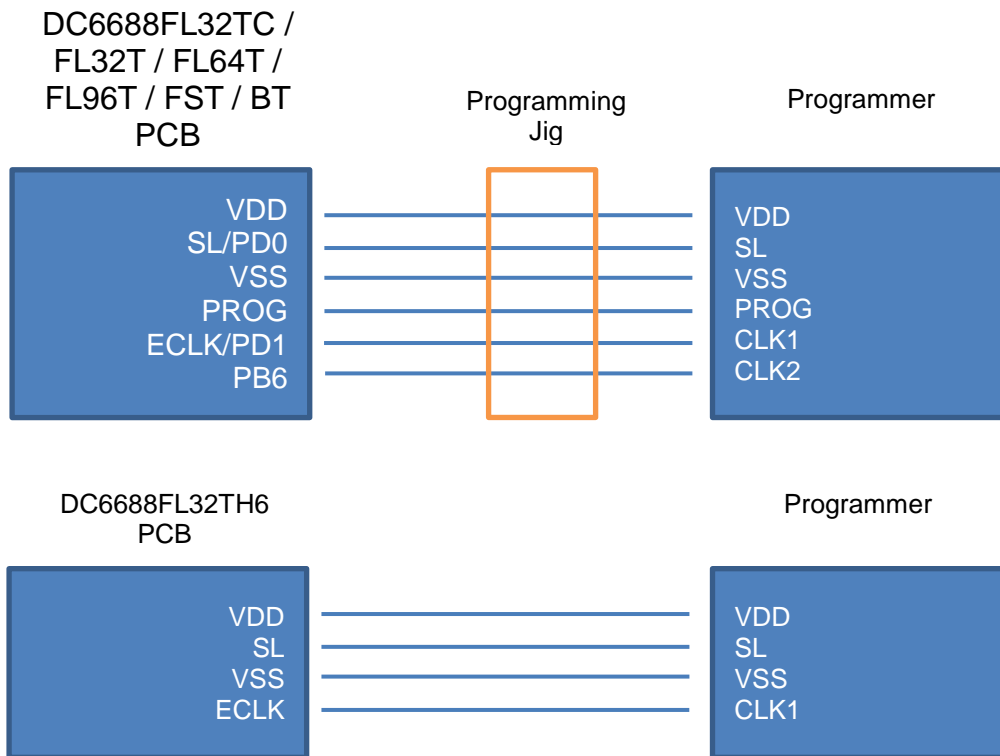 DC6688FL32TC /
FL32T / FL64T /
FL96T / FST / BT
PCB
Programming
Jig
Programmer
VDD
SL/PD0
VSS
PROG
ECLK/PD1
PB6
VDD
SL
VSS
PROG
CLK1
CLK2
DC6688FL32TH6
PCB
Programmer
VDD
SL
VSS
ECLK
VDD
SL
VSS
CLK1